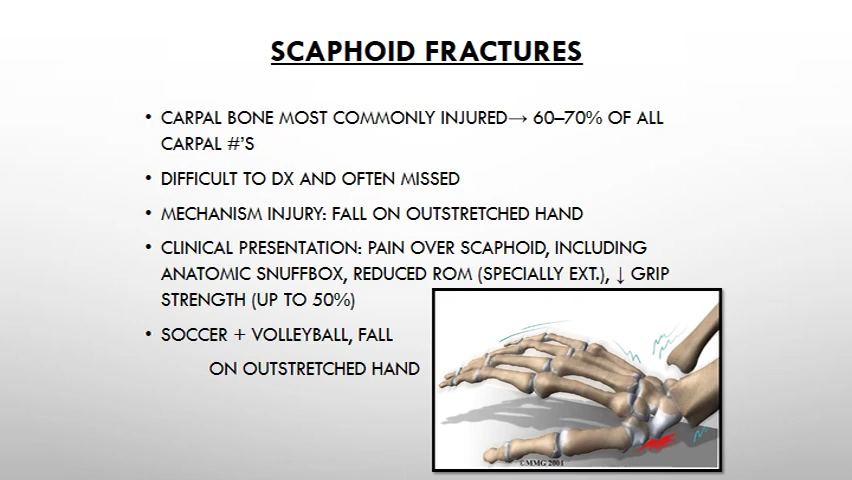 SCAPHOID FRACTURES
• CARPAL BONE MOST COMMONLY INJURED→ 60–70% OF ALL
CARPAL #'S
• DIFFICULT TO DX AND OFTEN MISSED
• MECHANISM INJURY: FALL ON OUTSTRETCHED HAND
• CLINICAL PRESENTATION: PAIN OVER SCAPHOID, INCLUDING
ANATOMIC SNUFFBOX, REDUCED ROM (SPECIALLY EXT.), ↓ GRIP
STRENGTH (UP TO 50%)
• SOCCER + VOLLEYBALL, FALL
ON OUTSTRETCHED HAND
©MMG 2001